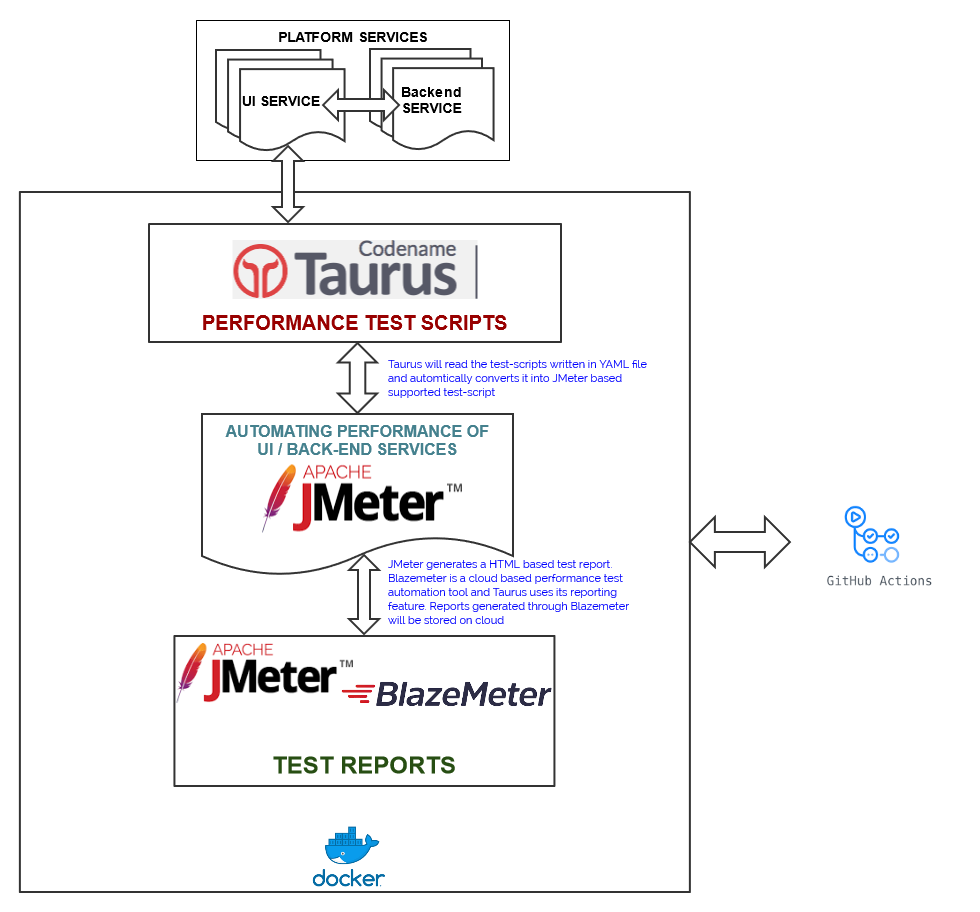 PLATFORM SERVICES
UI SERVICE
Backend
SERVICE
Codename
Taurus
PERFORMANCE TEST SCRIPTS
Taurus will read the test-scripts written in YAML file
and automtically converts it into JMeter based
supported test-script
AUTOMATING PERFORMANCE OF
UI / BACK-END SERVICES
APACHE
JMeter™
JMeter generates a HTML based test report.
Blazemeter is a cloud based performance test
automation tool and Taurus uses its reporting
feature. Reports generated through Blazemeter
will be stored on cloud
GitHub Actions
APACHE
JMeter™
BlazeMeter
TEST REPORTS
docker